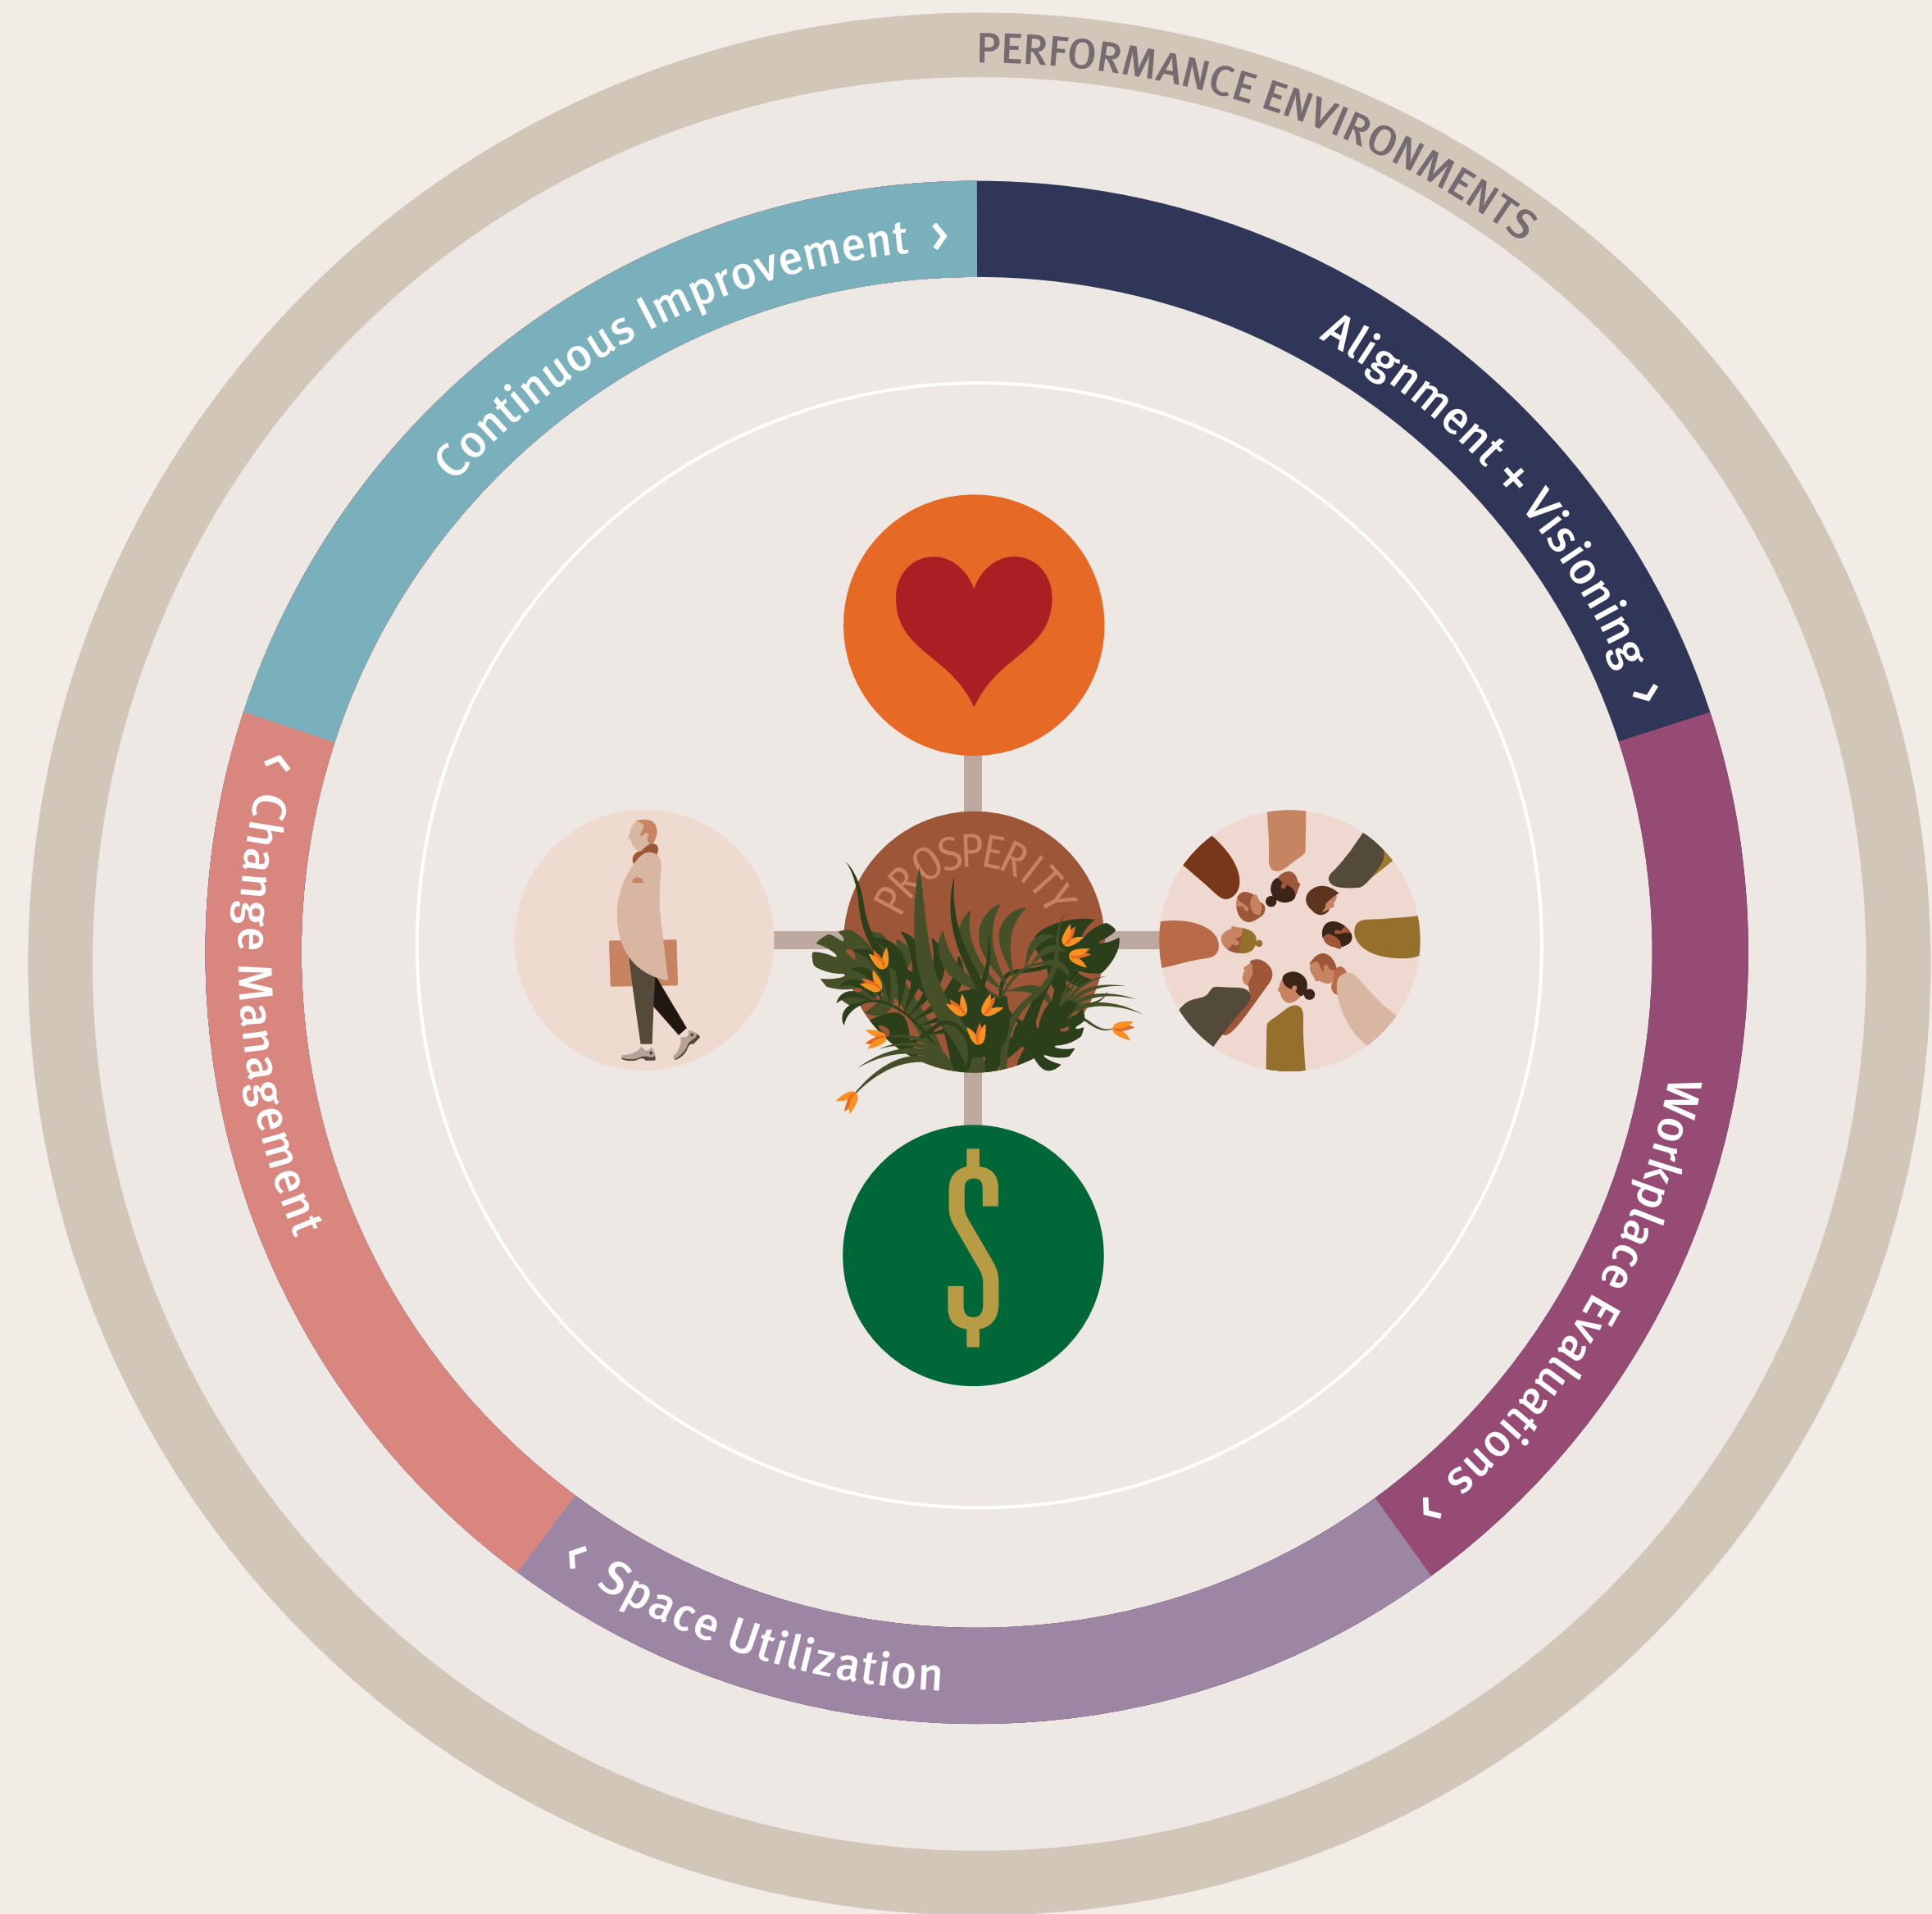 PERFORMANCE ENVIRONMENTS
Continuous Improvement >
Alignment + Visioning >
Workplace Evaluations >
Space Utilization >
Change Management >
PROSPERITY
$